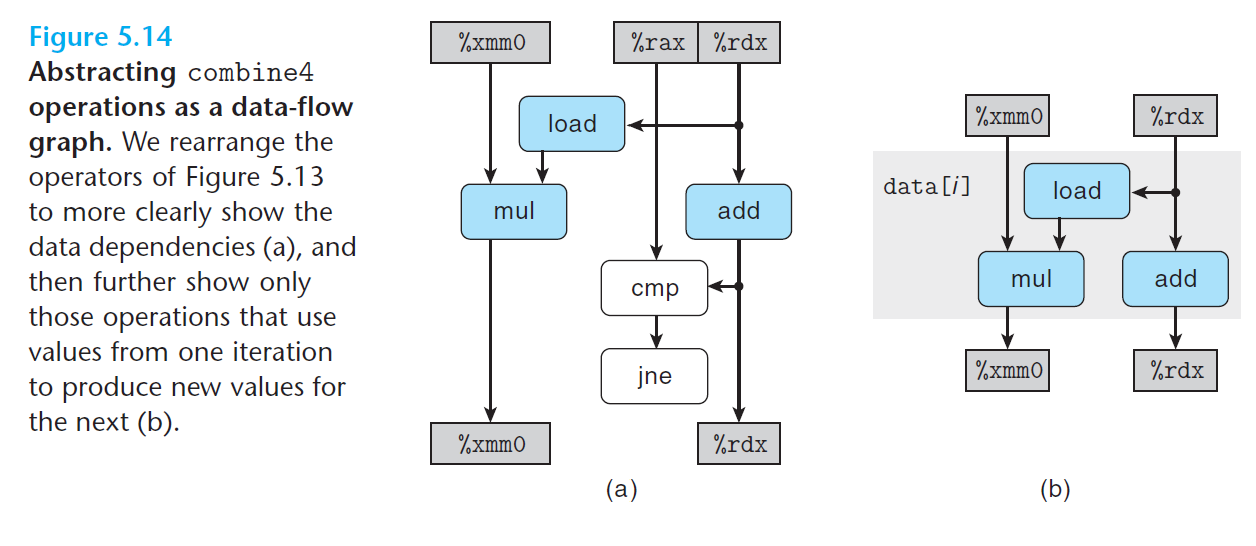 Figure 5.14
Abstracting combine4
operations as a data-flow
graph. We rearrange the
operators of Figure 5.13
to more clearly show the
data dependencies (a), and
then further show only
those operations that use
values from one iteration
to produce new values for
the next (b).
%xmm0 %rax %rdx
load
mul add
cmp
jne
%xmm0 %rdx
(a)
%xmm0 %rdx
data[i] load
mul add
%xmm0 %rdx
(b)